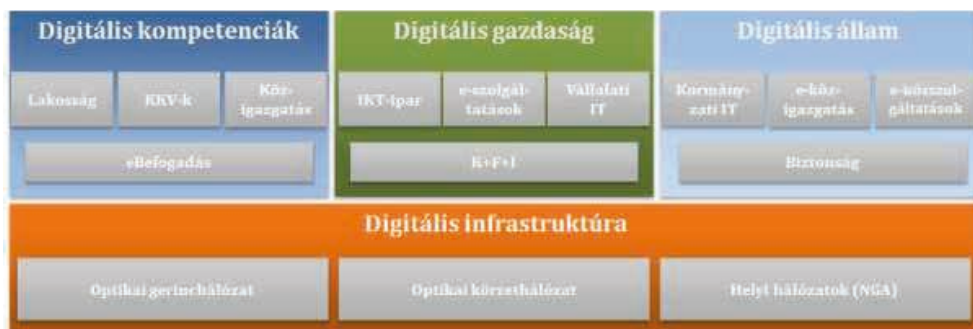 Digitális kompetenciák
Lakosság
KKV-k
Köz-
igazgatás
eBefogadás
Digitális gazdaság
IKT-ipar
e-szolgál-
tatások
Vállalati
IT
K+F+I
Digitális állam
Kormány-
zati IT
e-köz-
igazgatás
e-közszol-
gáltatások
Biztonság
Digitális infrastruktúra
Optikai gerinchálózat
Optikai körzethálózat
Helyi hálózatok (NGA)